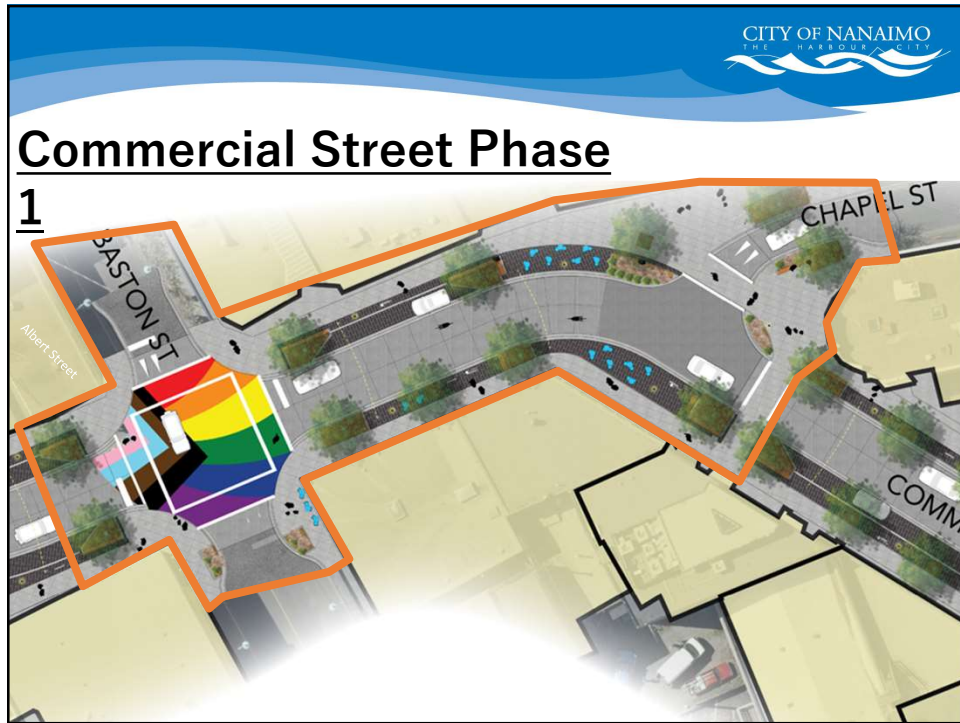 CITY OF NANAIMO
THE HARBOUR CITY
Commercial Street Phase
1
CHAPEL ST
BASTON ST
Albert Street
COMM